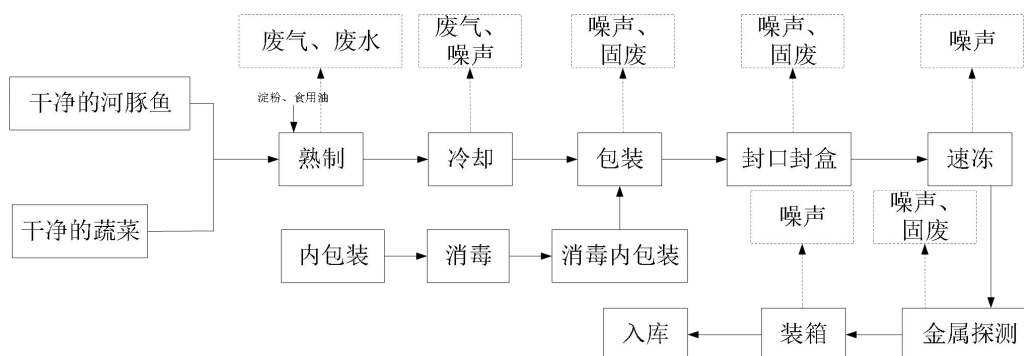 废气、废水
废气、
噪声
噪声、
固废
噪声、
固废
噪声
干净的河豚鱼
淀粉、食用油
熟制
冷却
包装
封口封盒
速冻
干净的蔬菜
噪声
噪声、
固废
内包装
消毒
消毒内包装
入库
装箱
金属探测